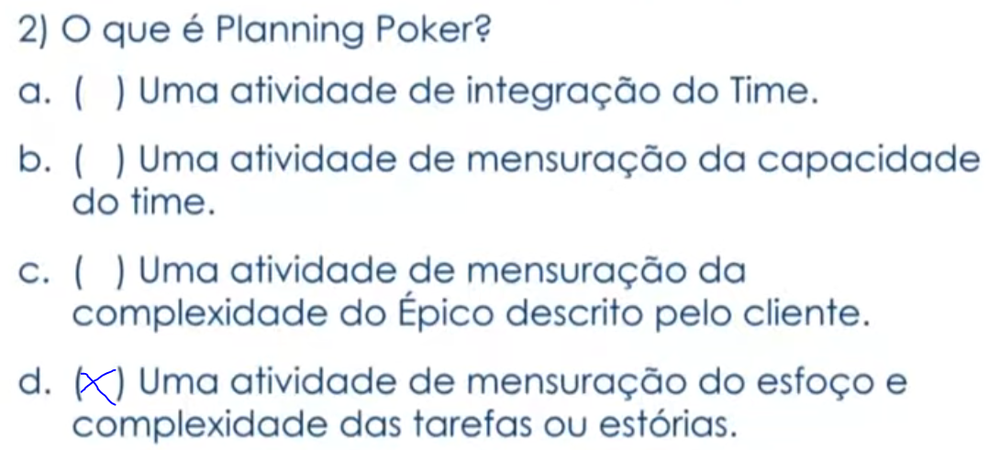 2) O que é Planning Poker?
a. ( ) Uma atividade de integração do Time.
b. ( ) Uma atividade de mensuração da capacidade
do time.
c. ( ) Uma atividade de mensuração da
complexidade do Épico descrito pelo cliente.
d. (X) Uma atividade de mensuração do esfoço e
complexidade das tarefas ou estórias.